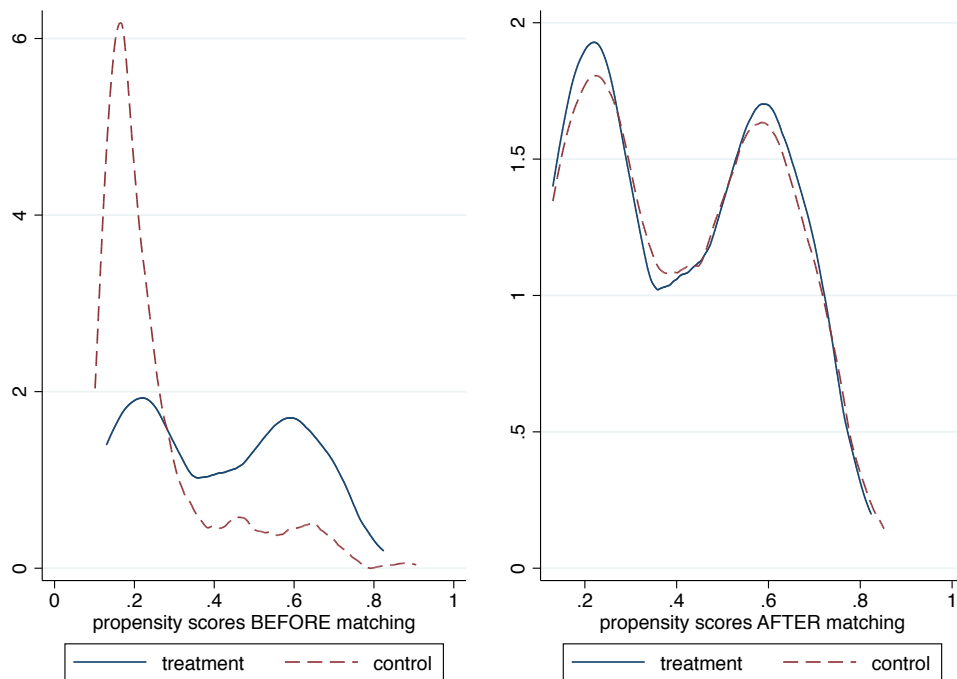 6
4
2
0
0 .2 .4 .6 .8 1
propensity scores BEFORE matching
treatment control
2
1.5
1
.5
0
.2 .4 .6 .8 1
propensity scores AFTER matching
treatment control